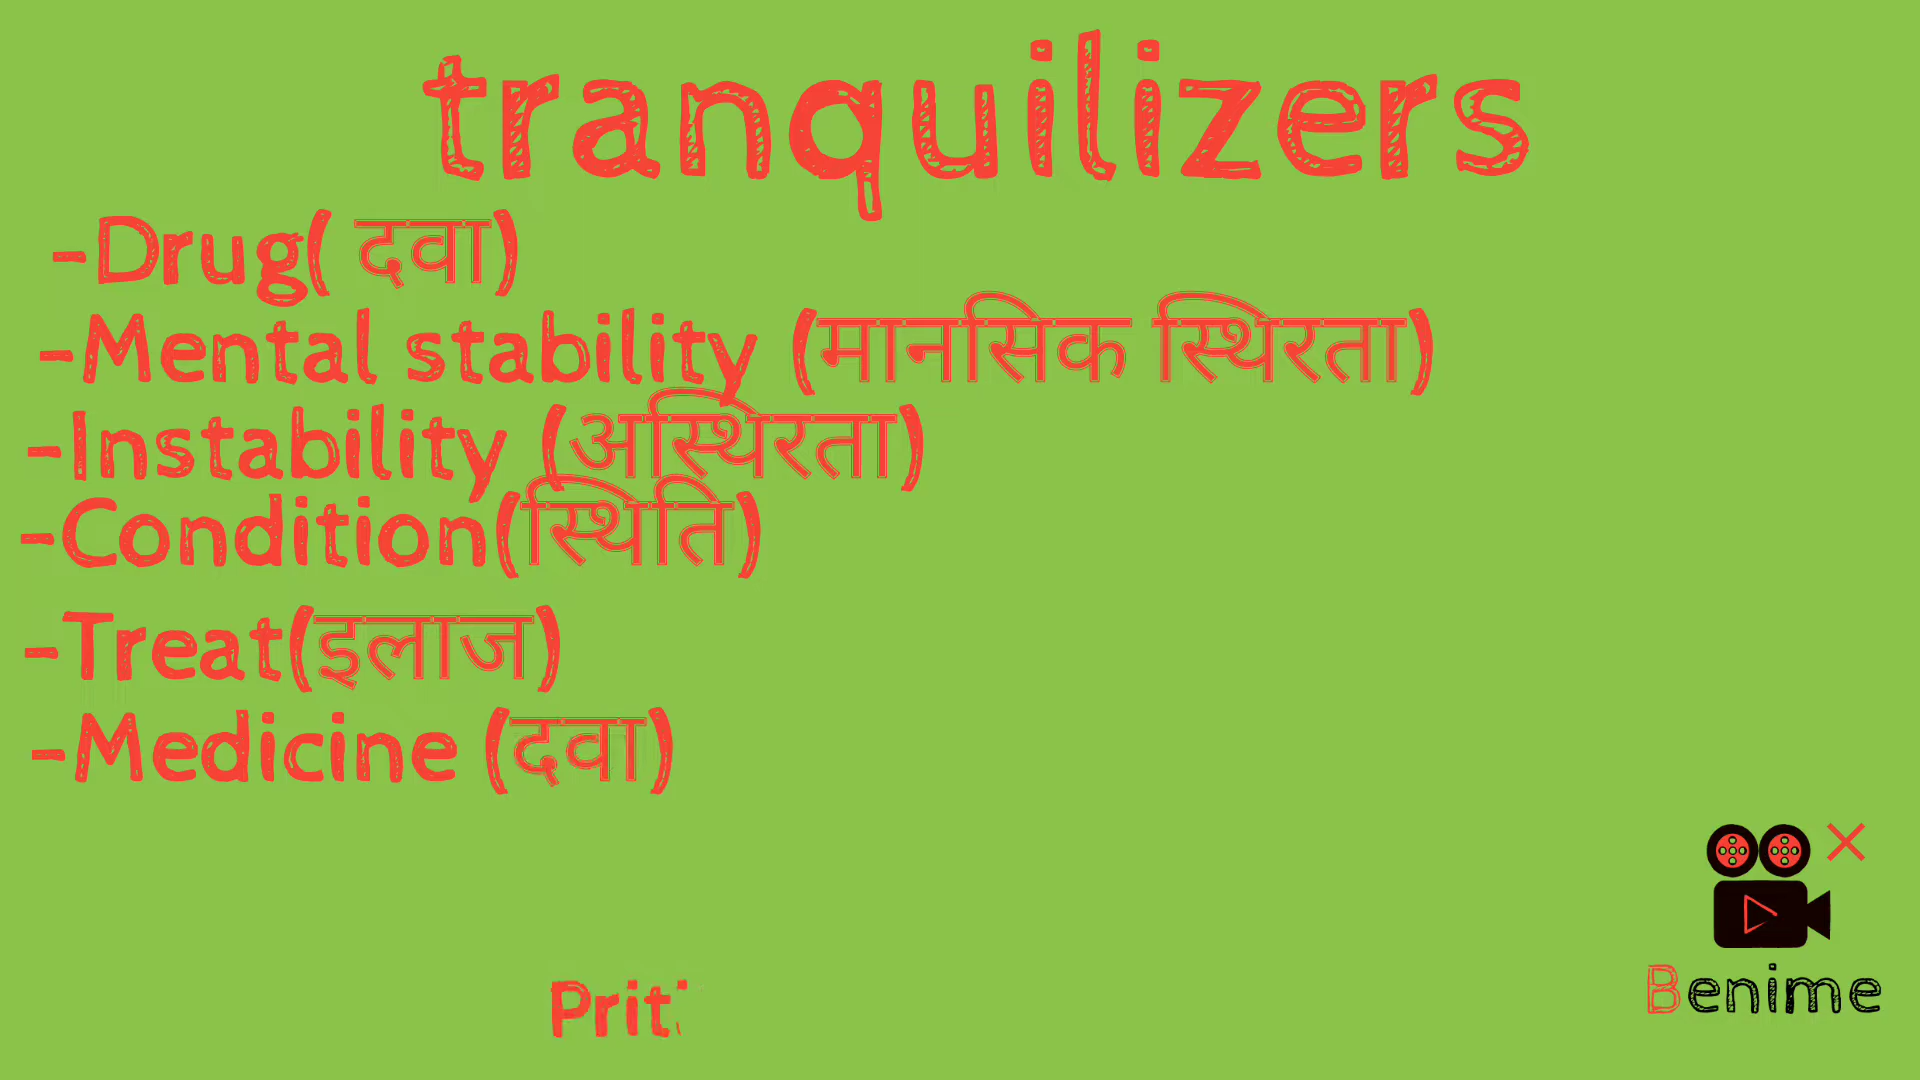 tranquilizers
-Drug( दवा)
-Mental stability (मानसिक स्थिरता)
-Instability (अस्थिरता)
-Condition(स्थिति)
-Treat(इलाज)
-Medicine (दवा)
Benime